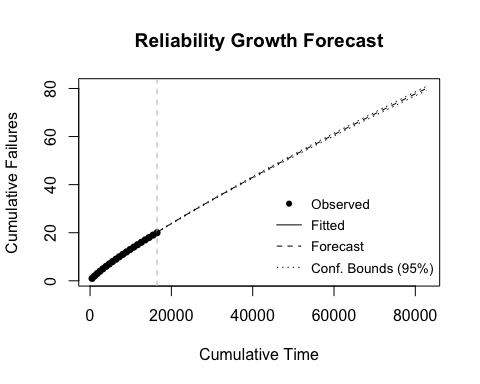 Reliability Growth Forecast
Cumulative Failures
80
60
40
20
0
Observed
Fitted
Forecast
Conf. Bounds (95%)
0 20000 40000 60000 80000
Cumulative Time